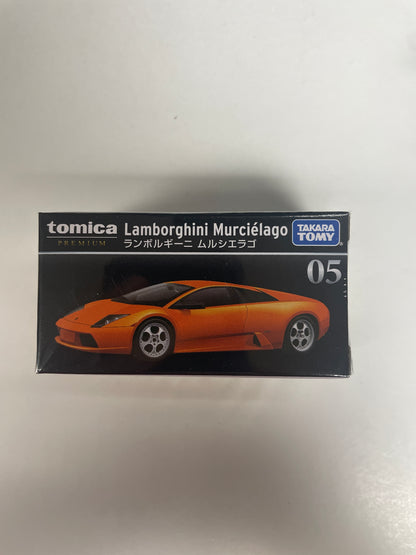 tomica
PREMIUM
Lamborghini Murciélago
ランボルギーニ ムルシエラゴ
TAKARA
TOMY
05